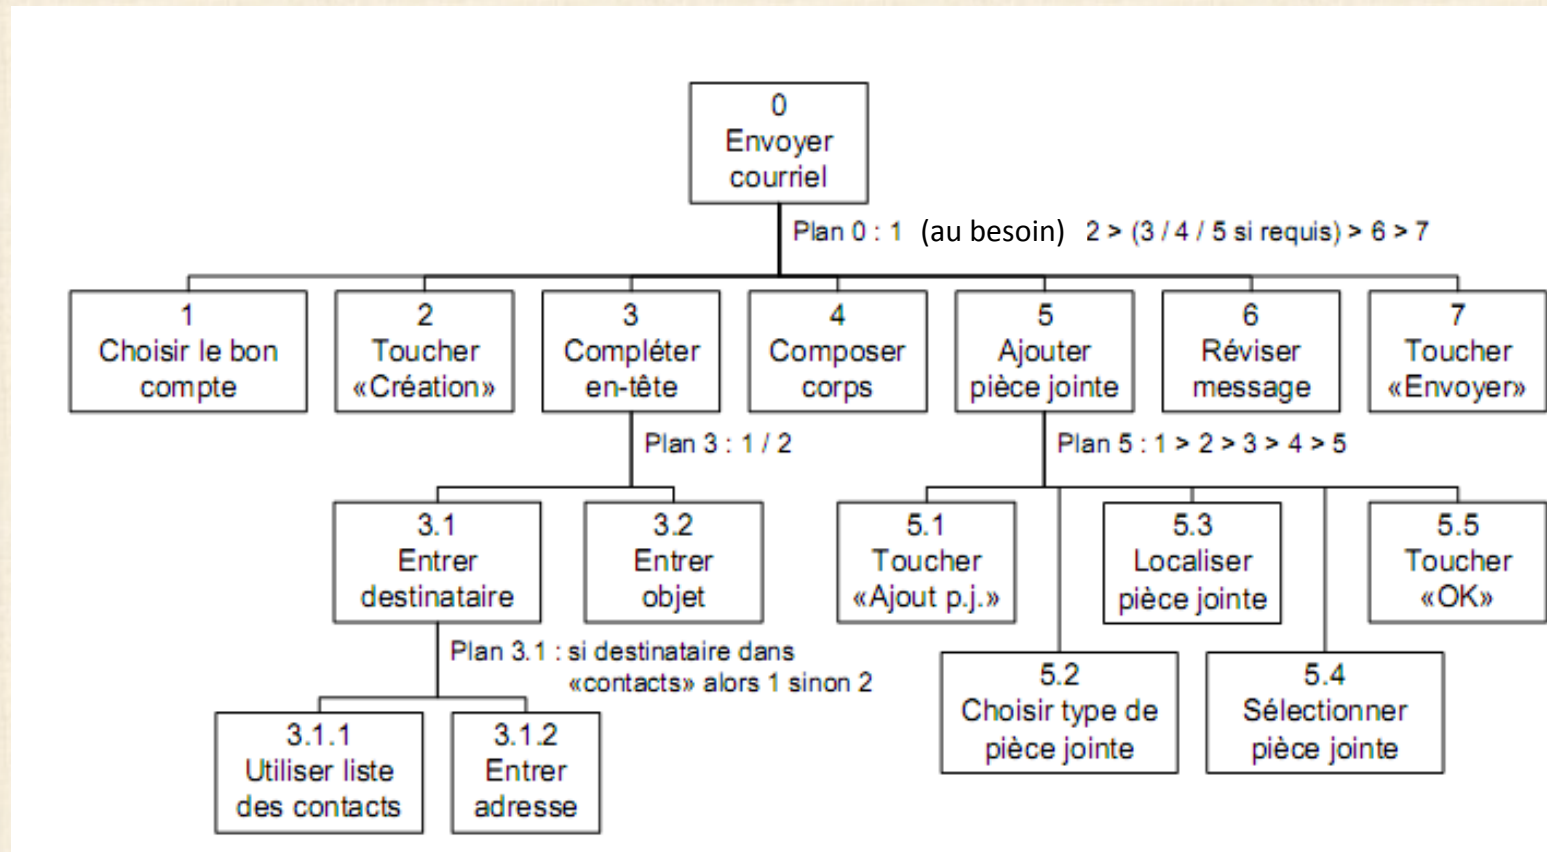 0
Envoyer
courriel
Plan 0 : 1 (au besoin) 2 > (3 / 4 / 5 si requis) > 6 > 7
1
Choisir le bon
compte
2
Toucher
«Création»
3
Compléter
en-tête
4
Composer
corps
5
Ajouter
pièce jointe
6
Réviser
message
7
Toucher
«Envoyer»
Plan 3 : 1 / 2
Plan 5 : 1 > 2 > 3 > 4 > 5
3.1
Entrer
destinataire
3.2
Entrer
objet
5.1
Toucher
«Ajout p.j.»
5.3
Localiser
pièce jointe
5.5
Toucher
«OK»
Plan 3.1 : si destinataire dans
«contacts» alors 1 sinon 2
5.2
Choisir type de
pièce jointe
5.4
Sélectionner
pièce jointe
3.1.1
Utiliser liste
des contacts
3.1.2
Entrer
adresse